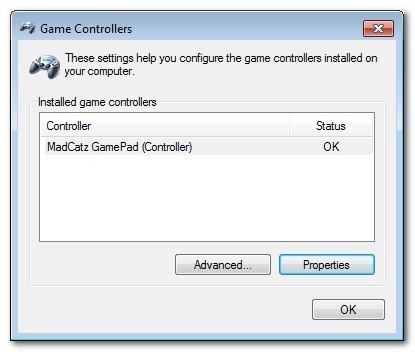 Game Controllers
These settings help you configure the game controllers installed on
your computer.
Installed game controllers
Controller Status
MadCatz GamePad (Controller) OK
Advanced... Properties
OK